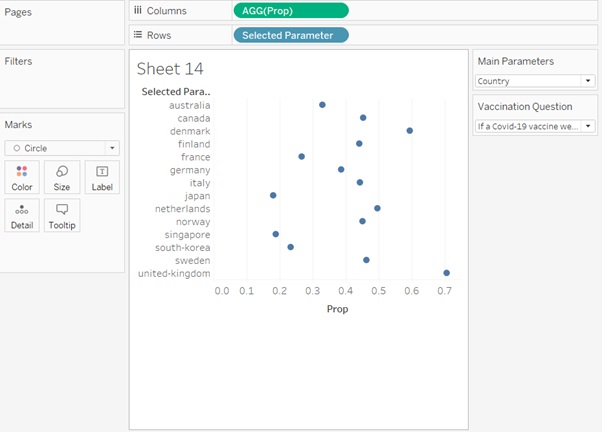 Pages
Columns
AGG(Prop)
Rows
Selected Parameter
Filters
Marks
Circle
Color
Size
Label
Detail
Tooltip
Sheet 14
Selected Para..
australia
canada
denmark
finland
france
germany
italy
japan
netherlands
norway
singapore
south-korea
sweden
united-kingdom
0.0 0.1 0.2 0.3 0.4 0.5 0.6 0.7
Prop
Main Parameters
Country
Vaccination Question
If a Covid-19 vaccine we...